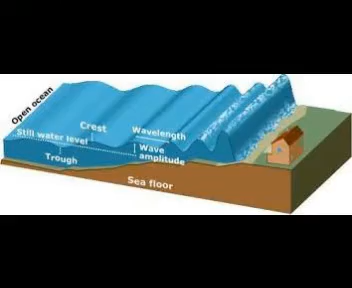 Open ocean
Still water level
Crest
Wavelength
Wave
amplitude
Trough
Sea floor